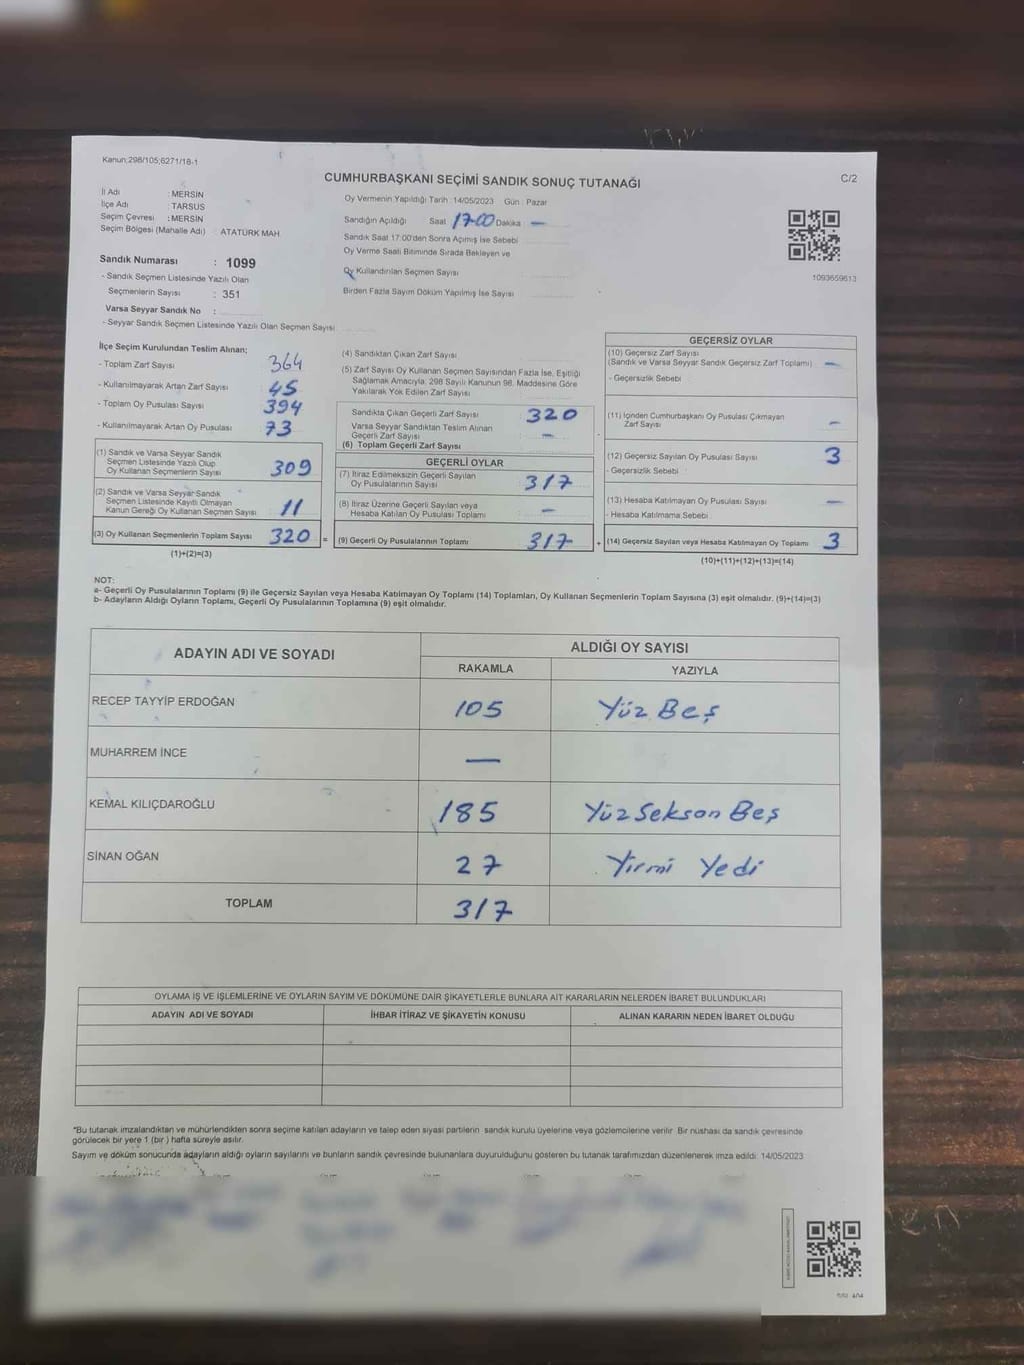 Kanun:298/105;6271/18-1
C/2
CUMHURBAŞKANI SEÇİMİ SANDIK SONUÇ TUTANAĞI
İl Adı : MERSİN
İlçe Adı : TARSUS
Seçim Çevresi : MERSİN
Seçim Bölgesi (Mahalle Adı) : ATATÜRK MAH
Oy Vermenin Yapıldığı Tarih 14/05/2023 Gün : Pazar
Sandığın Açıldığı Saat 17:00 Dakika —
Sandık Saat 17:00'den Sonra Açımış İse Sebebi
Oy Verme Saati Bitiminde Sırada Bekleyen ve
Oy Kullandırılan Seçmen Sayısı
Birden Fazla Sayım Döküm Yapılmış İse Sayısı
1093659613
Sandık Numarası : 1099
- Sandık Seçmen Listesinde Yazılı Olan
Seçmenlerin Sayısı : 351
Varsa Seyyar Sandık No :
- Seyyar Sandık Seçmen Listesinde Yazılı Olan Seçmen Sayısı
İlçe Seçim Kurulundan Teslim Alınan;
- Toplam Zarf Sayısı 364
- Kullanılmayarak Artan Zarf Sayısı 45
- Toplam Oy Pusulası Sayısı 394
- Kullanılmayarak Artan Oy Pusulası 73
(1) Sandık ve Varsa Seyyar Sandık
Seçmen Listesinde Yazılı Olup
Oy Kullanan Seçmenlerin Sayısı 309
(2) Sandık ve Varsa Seyyar Sandık
Seçmen Listesinde Kayıtlı Olmayan
Kanun Gereği Oy Kullanan Seçmen Sayısı 11
(3) Oy Kullanan Seçmenlerin Toplam Sayısı 320 =
(1)+(2)=(3)
(4) Sandıktan Çıkan Zarf Sayısı
(5) Zarf Sayısı Oy Kullanan Seçmen Sayısından Fazla İse, Eşitliği
Sağlamak Amacıyla, 298 Sayılı Kanunun 98. Maddesine Göre
Yakılarak Yok Edilen Zarf Sayısı
Sandıkta Çıkan Geçerli Zarf Sayısı 320
Varsa Seyyar Sandıktan Teslim Alınan
Geçerli Zarf Sayısı —
(6) Toplam Geçerli Zarf Sayısı
GEÇERLİ OYLAR
(7) İtiraz Edilmeksizin Geçerli Sayılan
Oy Pusulalarının Sayısı 317
(8) İtiraz Üzerine Geçerli Sayılan veya
Hesaba Katılan Oy Pusulası Toplamı —
(9) Geçerli Oy Pusulalarının Toplamı 317 +
GEÇERSİZ OYLAR
(10) Geçersiz Zarf Sayısı
(Sandık ve Varsa Seyyar Sandık Geçersiz Zarf Toplamı) —
- Geçersizlik Sebebi
(11) İçinden Cumhurbaşkanı Oy Pusulası Çıkmayan
Zarf Sayısı —
(12) Geçersiz Sayılan Oy Pusulası Sayısı 3
- Geçersizlik Sebebi
(13) Hesaba Katılmayan Oy Pusulası Sayısı —
- Hesaba Katılmama Sebebi
(14) Geçersiz Sayılan veya Hesaba Katılmayan Oy Toplamı 3
(10)+(11)+(12)+(13)=(14)
NOT:
a- Geçerli Oy Pusulalarının Toplamı (9) ile Geçersiz Sayılan veya Hesaba Katılmayan Oy Toplamı (14) Toplamları, Oy Kullanan Seçmenlerin Toplam Sayısına (3) eşit olmalıdır. (9)+(14)=(3)
b- Adayların Aldığı Oyların Toplamı, Geçerli Oy Pusulalarının Toplamına (9) eşit olmalıdır.
ADAYIN ADI VE SOYADI ALDIĞI OY SAYISI
RAKAMLA YAZIYLA
RECEP TAYYİP ERDOĞAN 105 Yüz Beş
MUHARREM İNCE —
KEMAL KILIÇDAROĞLU 185 Yüz Sekson Beş
SİNAN OĞAN 27 Yirmi Yedi
TOPLAM 317
OYLAMA İŞ VE İŞLEMLERİNE VE OYLARIN SAYIM VE DÖKÜMÜNE DAİR ŞİKAYETLERLE BUNLARA AİT KARARLARIN NELERDEN İBARET BULUNDUKLARI
ADAYIN ADI VE SOYADI İHBAR İTİRAZ VE ŞİKAYETİN KONUSU ALINAN KARARIN NEDEN İBARET OLDUĞU
*Bu tutanak imzalandıktan ve mühürlendikten sonra seçime katılan adayların ve talep eden siyasi partilerin sandık kurulu üyelerine veya gözlemcilerine verilir. Bir nüshası da sandık çevresinde
görülecek bir yere 1 (bir) hafta süreyle asılır.
Sayım ve döküm sonucunda adayların aldığı oyların sayılarını ve bunların sandık çevresinde bulunanlara duyurulduğunu gösteren bu tutanak tarafımızdan düzenlenerek imza edildi. 14/05/2023